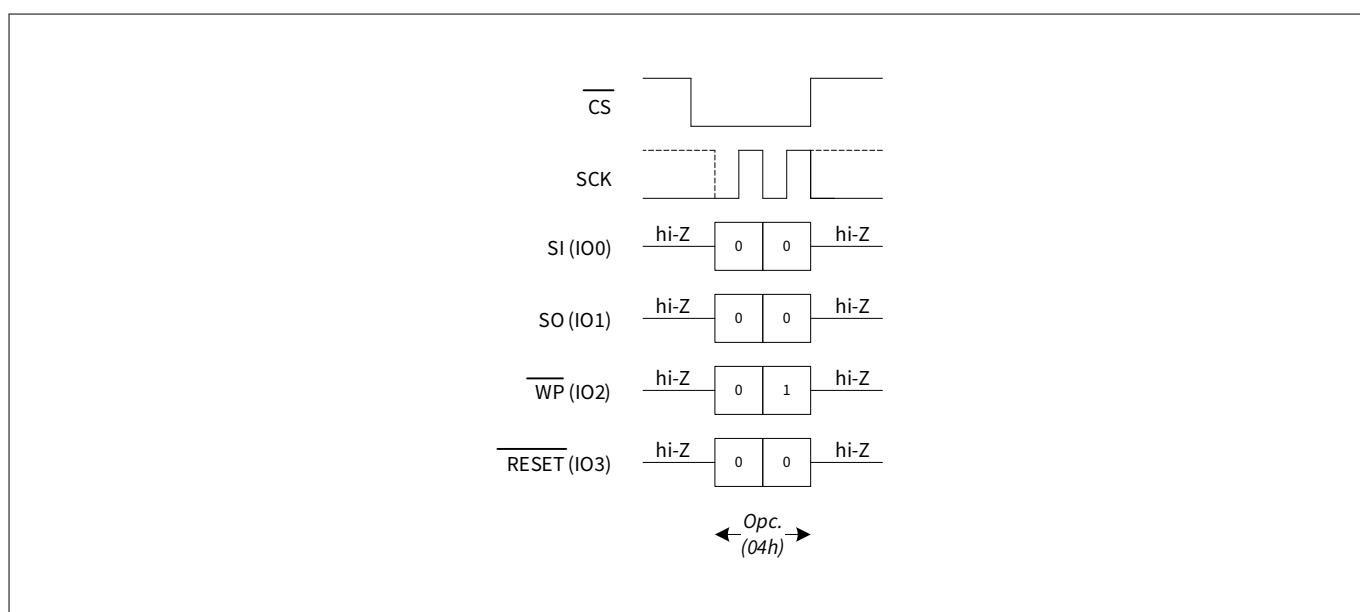 CS
SCK
SI (IO0) hi-Z 0 0 hi-Z
SO (IO1) hi-Z 0 0 hi-Z
WP (IO2) hi-Z 0 1 hi-Z
RESET (IO3) hi-Z 0 0 hi-Z
Opc.
(04h)